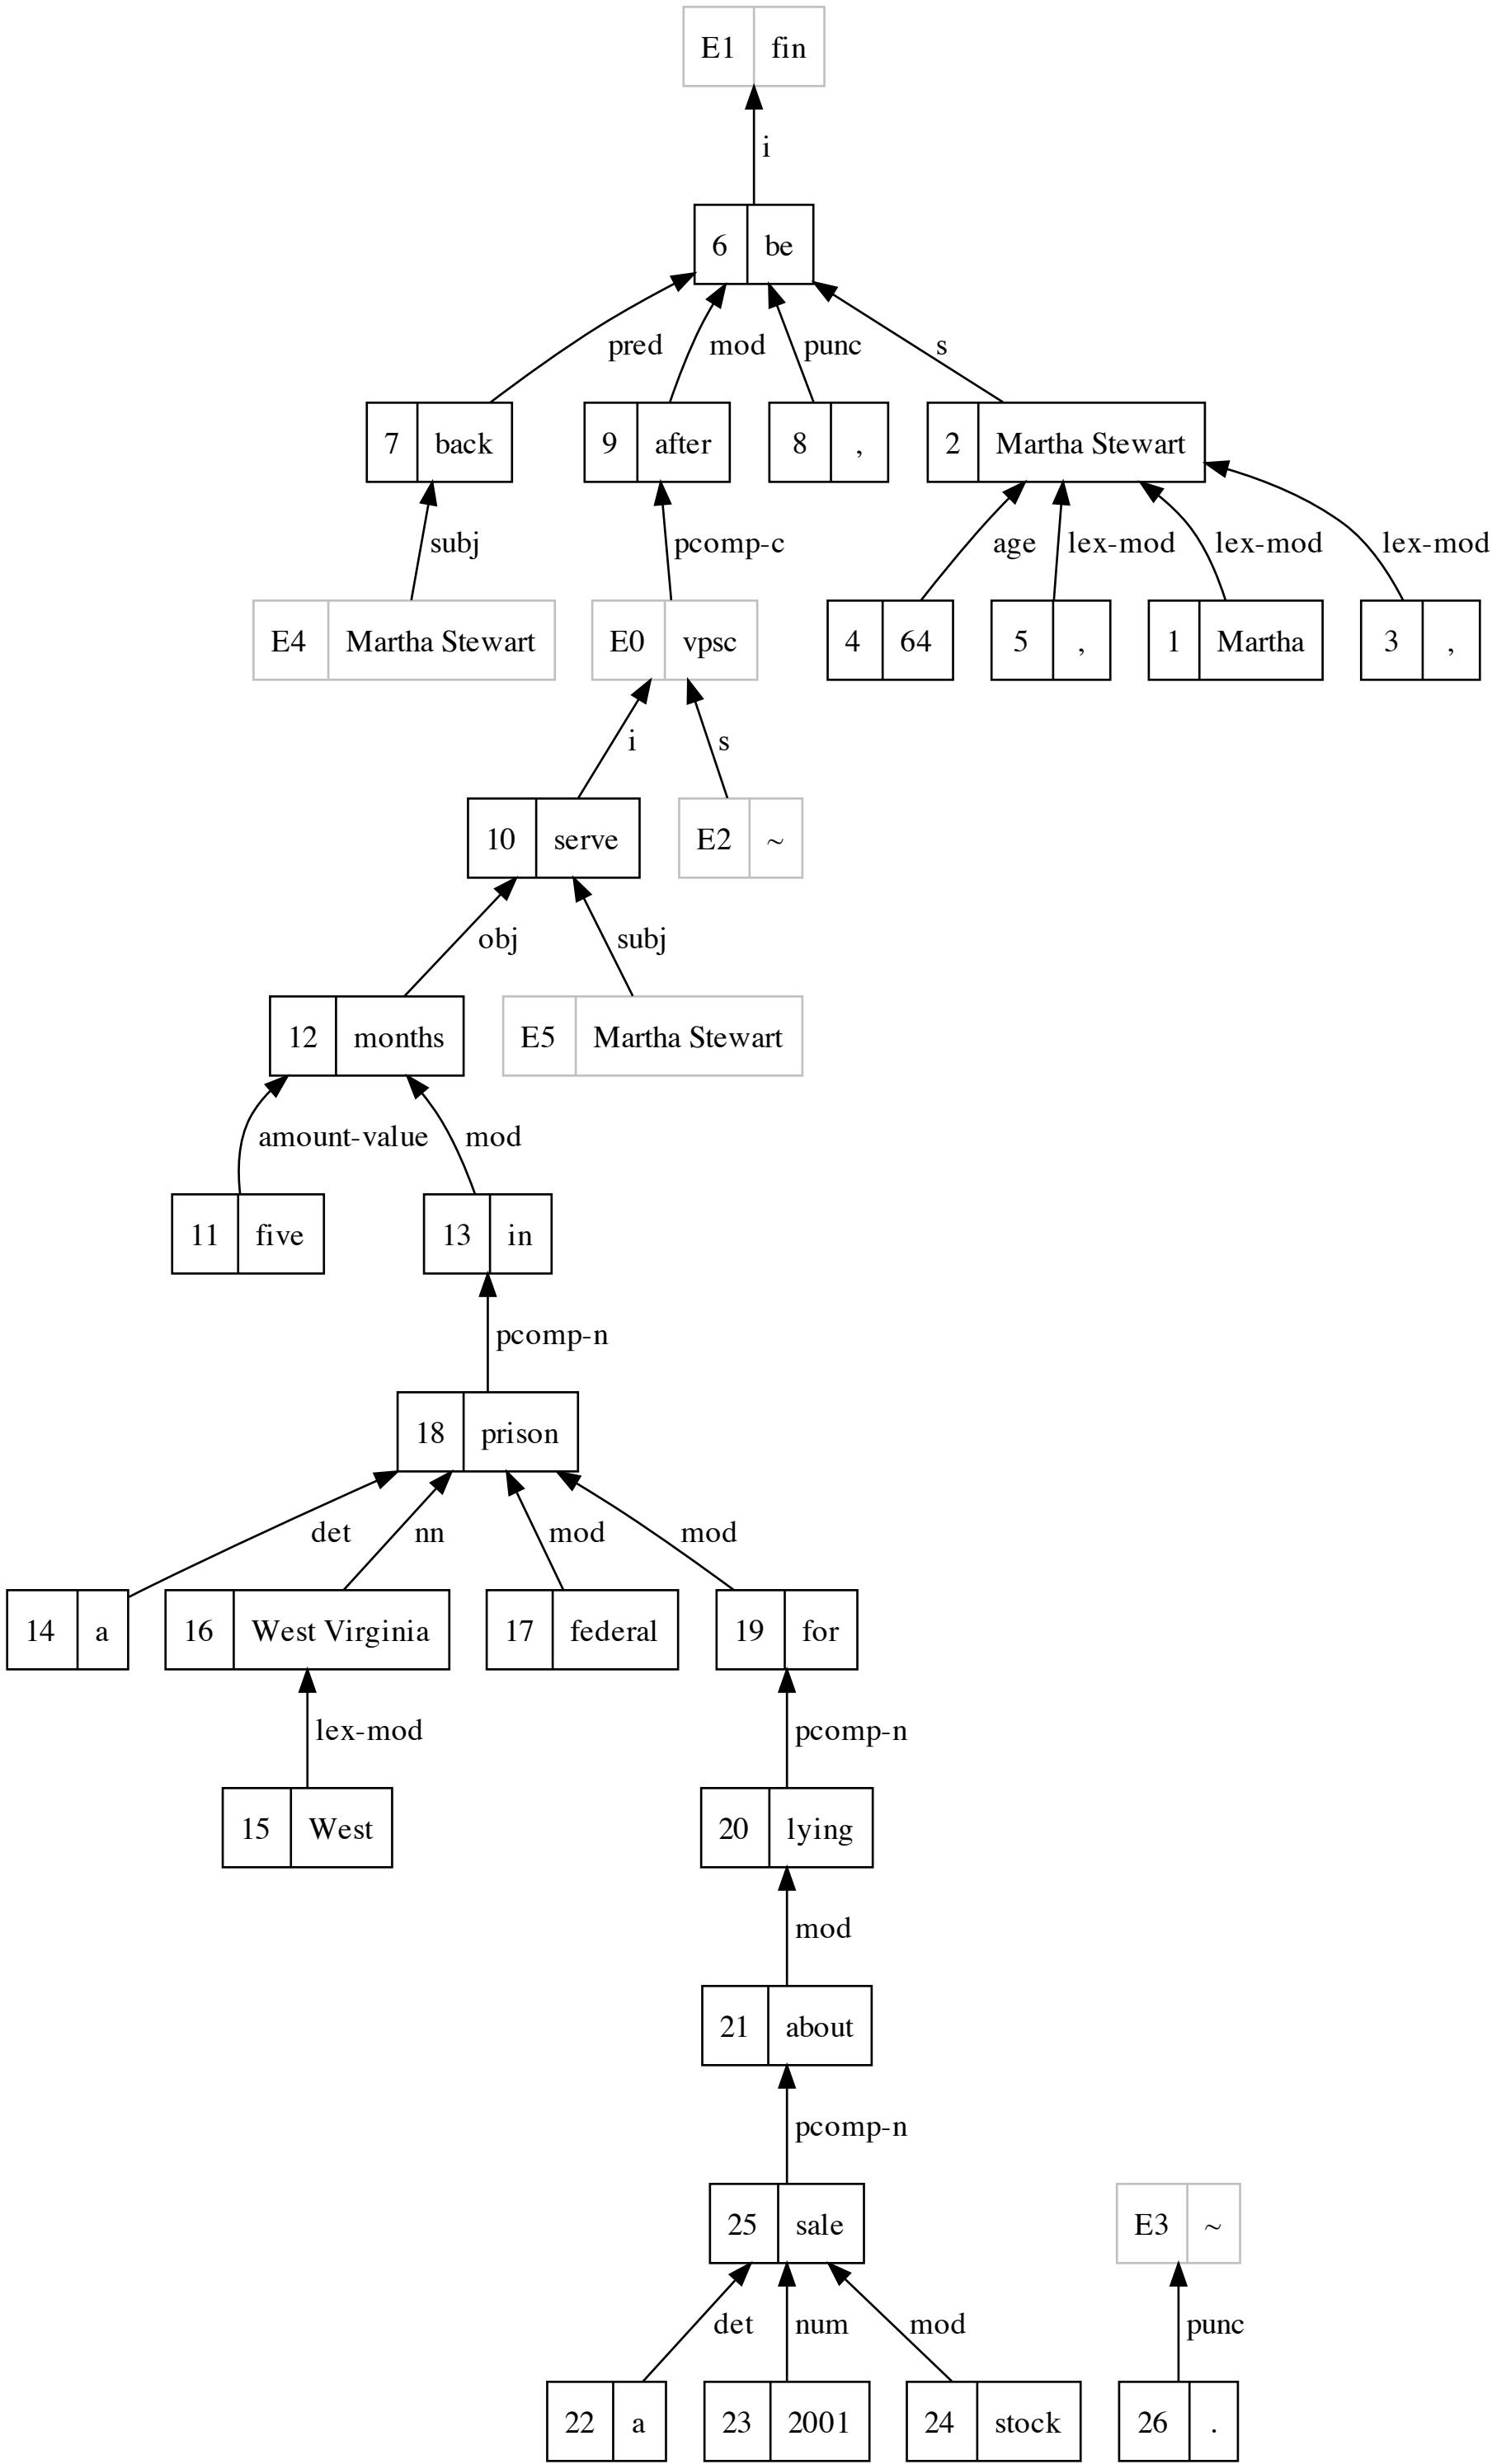 E1 fin
i
6 be
pred mod punc s
7 back 9 after 8 , 2 Martha Stewart
subj pcomp-c age lex-mod lex-mod lex-mod
E4 Martha Stewart E0 vpsc 4 64 5 , 1 Martha 3 ,
i s
10 serve E2 ~
obj subj
12 months E5 Martha Stewart
amount-value mod
11 five 13 in
pcomp-n
18 prison
det nn mod mod
14 a 16 West Virginia 17 federal 19 for
lex-mod pcomp-n
15 West 20 lying
mod
21 about
pcomp-n
25 sale E3 ~
det num mod punc
22 a 23 2001 24 stock 26 .